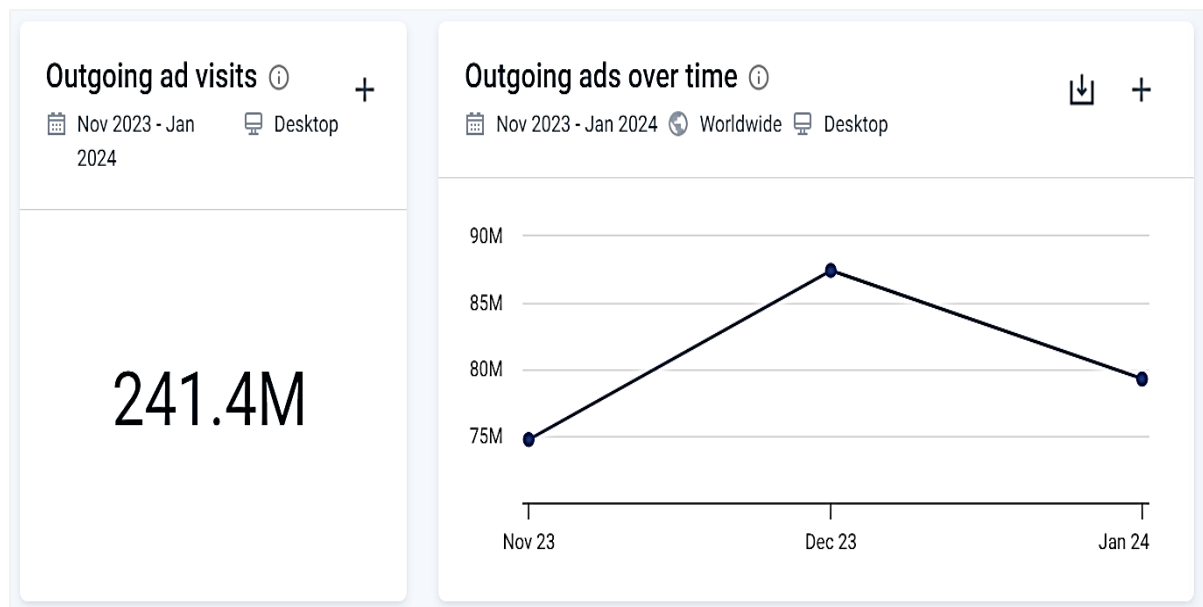 Outgoing ad visits
Nov 2023 - Jan 2024
Desktop
241.4M
Outgoing ads over time
Nov 2023 - Jan 2024 Worldwide Desktop
90M
85M
80M
75M
Nov 23 Dec 23 Jan 24